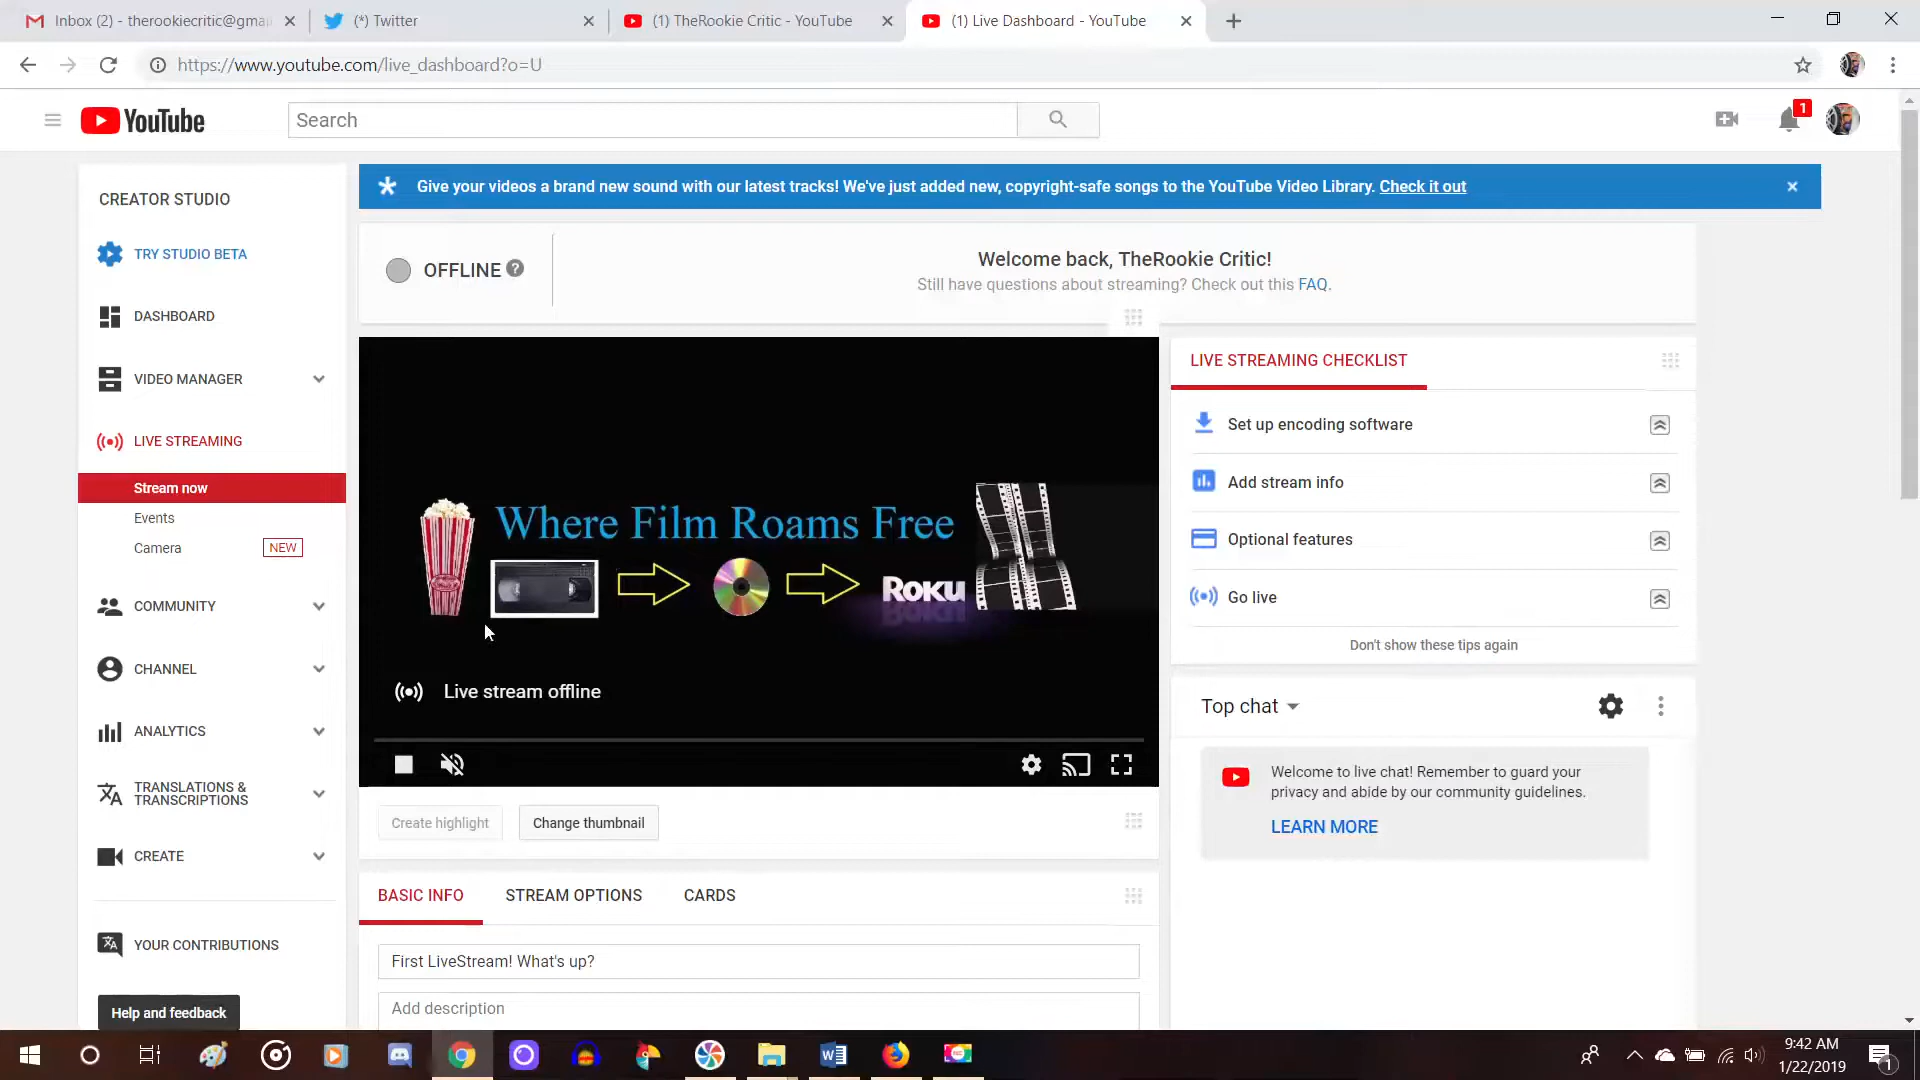 Inbox (2) - therookiecritic@gmai
(*) Twitter
(1) TheRookie Critic - YouTube
(1) Live Dashboard - YouTube
https://www.youtube.com/live_dashboard?o=U
YouTube
Search
1
CREATOR STUDIO
TRY STUDIO BETA
DASHBOARD
VIDEO MANAGER
LIVE STREAMING
Stream now
Events
Camera
NEW
COMMUNITY
CHANNEL
ANALYTICS
TRANSLATIONS &
TRANSCRIPTIONS
CREATE
YOUR CONTRIBUTIONS
Help and feedback
Give your videos a brand new sound with our latest tracks! We've just added new, copyright-safe songs to the YouTube Video Library. Check it out
OFFLINE
?
Welcome back, TheRookie Critic!
Still have questions about streaming? Check out this FAQ.
Where Film Roams Free
ROKU
Live stream offline
Create highlight
Change thumbnail
BASIC INFO
STREAM OPTIONS
CARDS
First LiveStream! What's up?
Add description
LIVE STREAMING CHECKLIST
Set up encoding software
Add stream info
Optional features
Go live
Don't show these tips again
Top chat
Welcome to live chat! Remember to guard your
privacy and abide by our community guidelines.
LEARN MORE
9:42 AM
1/22/2019
1